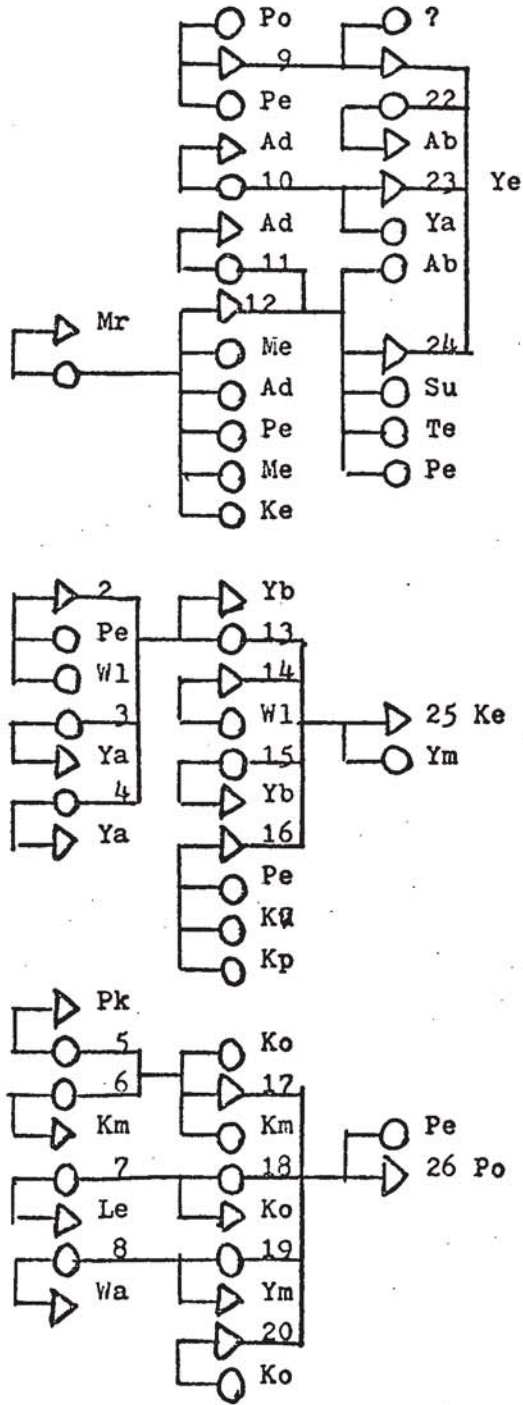 Po ?
9
Pe 22
Ad Ab
10 23 Ye
Ad Ya
11 Ab
12
Mr 24
Me Su
Ad Te
Pe Pe
Me
Ke
2 Yb
Pe 13
Wl 14
3 Wl 25 Ke
Ya 15 Ym
4 Yb
Ya 16
Pe
Kp
Pk Ko
5 17
6 Km
Km
7 18 Pe
Le Ko 26 Po
8 19
Wa Ym
20
Ko